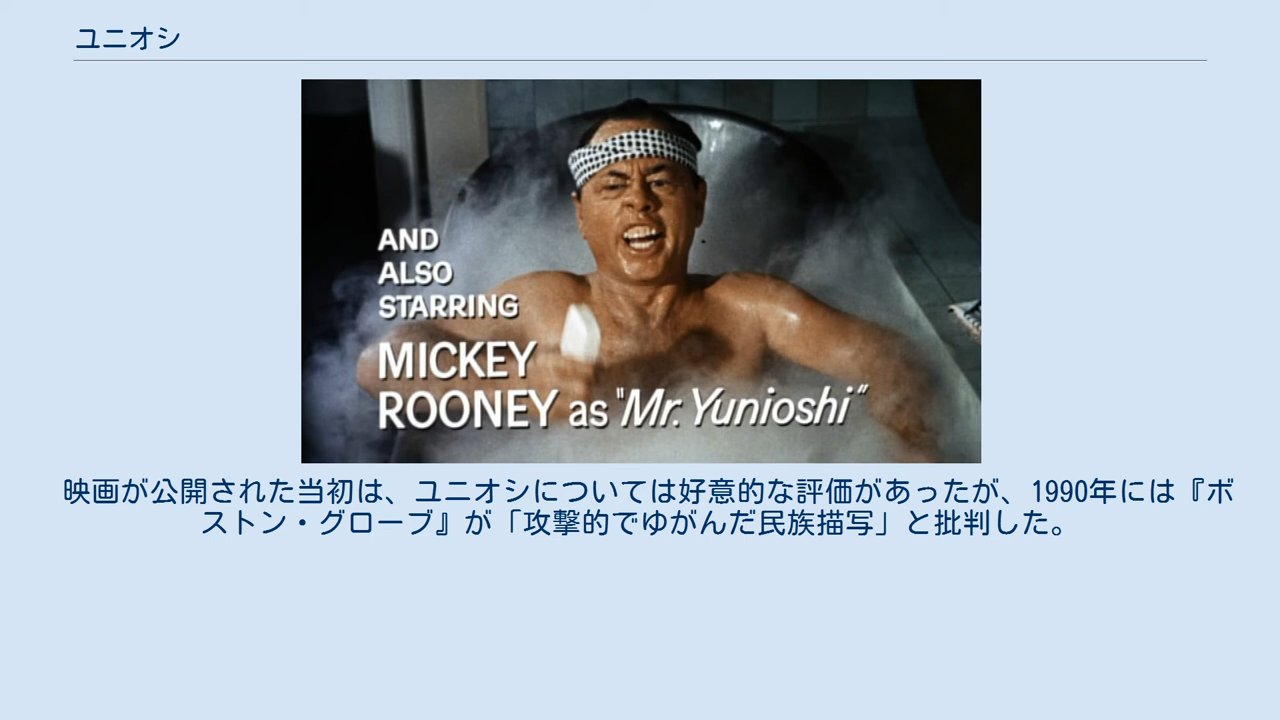 ユニオシ
AND
ALSO
STARRING
MICKEY
ROONEY as "Mr. Yunioshi"
映画が公開された当初は、ユニオシについては好意的な評価があったが、1990年には『ボ
ストン・グローブ』が「攻撃的でゆがんだ民族描写」と批判した。